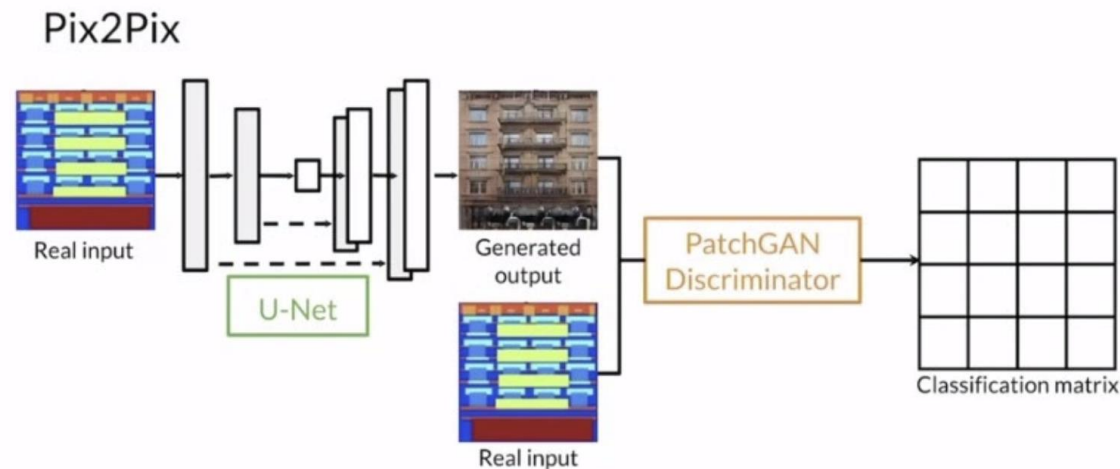 Pix2Pix
Real input
U-Net
Generated
output
Real input
PatchGAN
Discriminator
Classification matrix